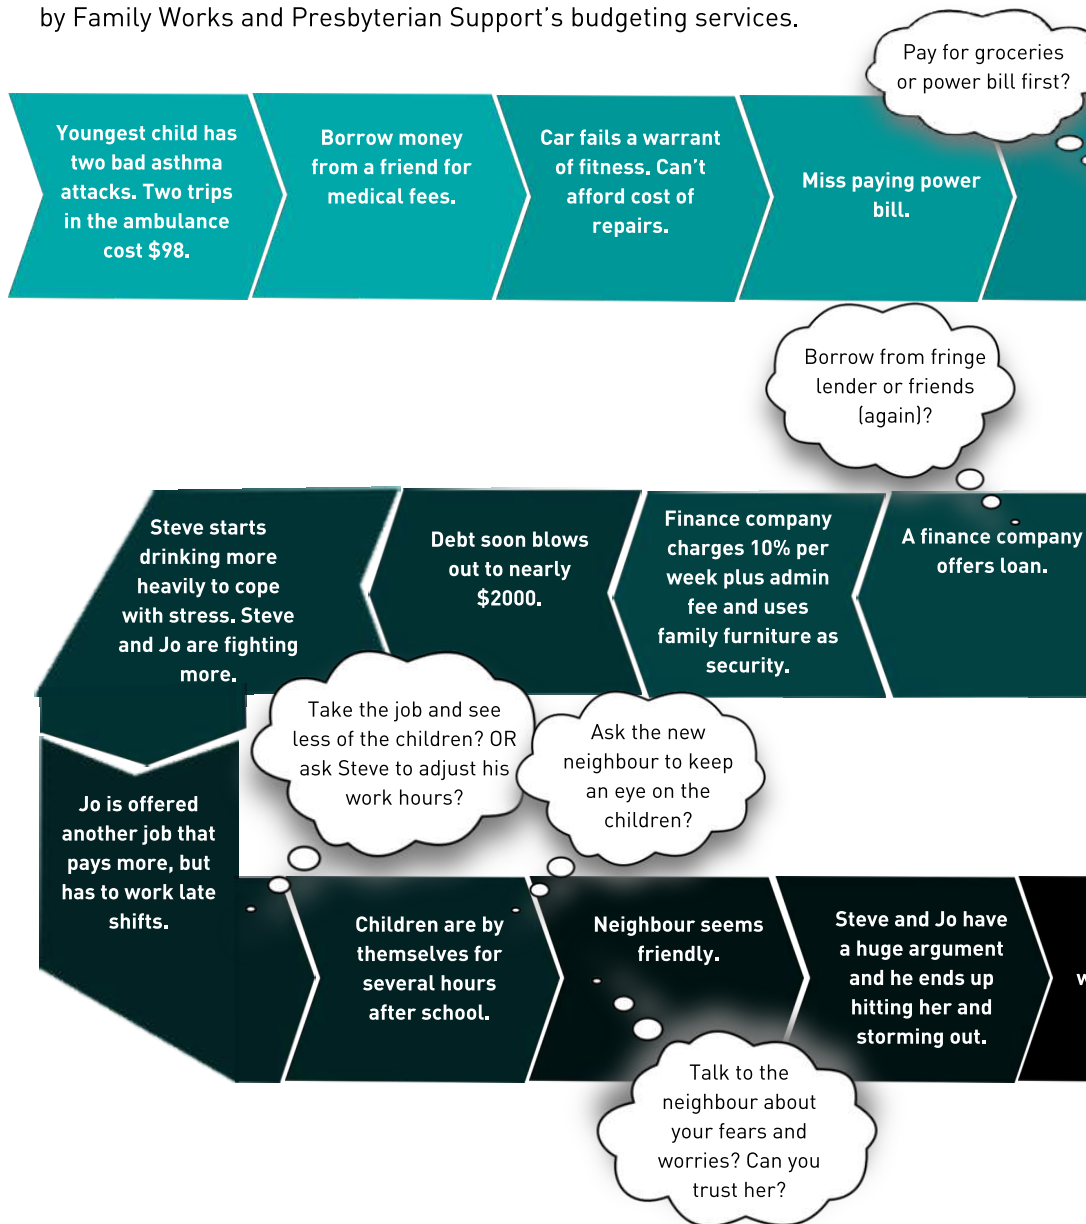 by Family Works and Presbyterian Support’s budgeting services.
Pay for groceries
or power bill first?
Youngest child has
two bad asthma
attacks. Two trips
in the ambulance
cost $98.
Borrow money
from a friend for
medical fees.
Car fails a warrant
of fitness. Can’t
afford cost of
repairs.
Miss paying power
bill.
Borrow from fringe
lender or friends
(again)?
A finance company
offers loan.
Finance company
charges 10% per
week plus admin
fee and uses
family furniture as
security.
Debt soon blows
out to nearly
$2000.
Steve starts
drinking more
heavily to cope
with stress. Steve
and Jo are fighting
more.
Jo is offered
another job that
pays more, but
has to work late
shifts.
Take the job and see
less of the children? OR
ask Steve to adjust his
work hours?
Ask the new
neighbour to keep
an eye on the
children?
Children are by
themselves for
several hours
after school.
Neighbour seems
friendly.
Talk to the
neighbour about
your fears and
worries? Can you
trust her?
Steve and Jo have
a huge argument
and he ends up
hitting her and
storming out.
w